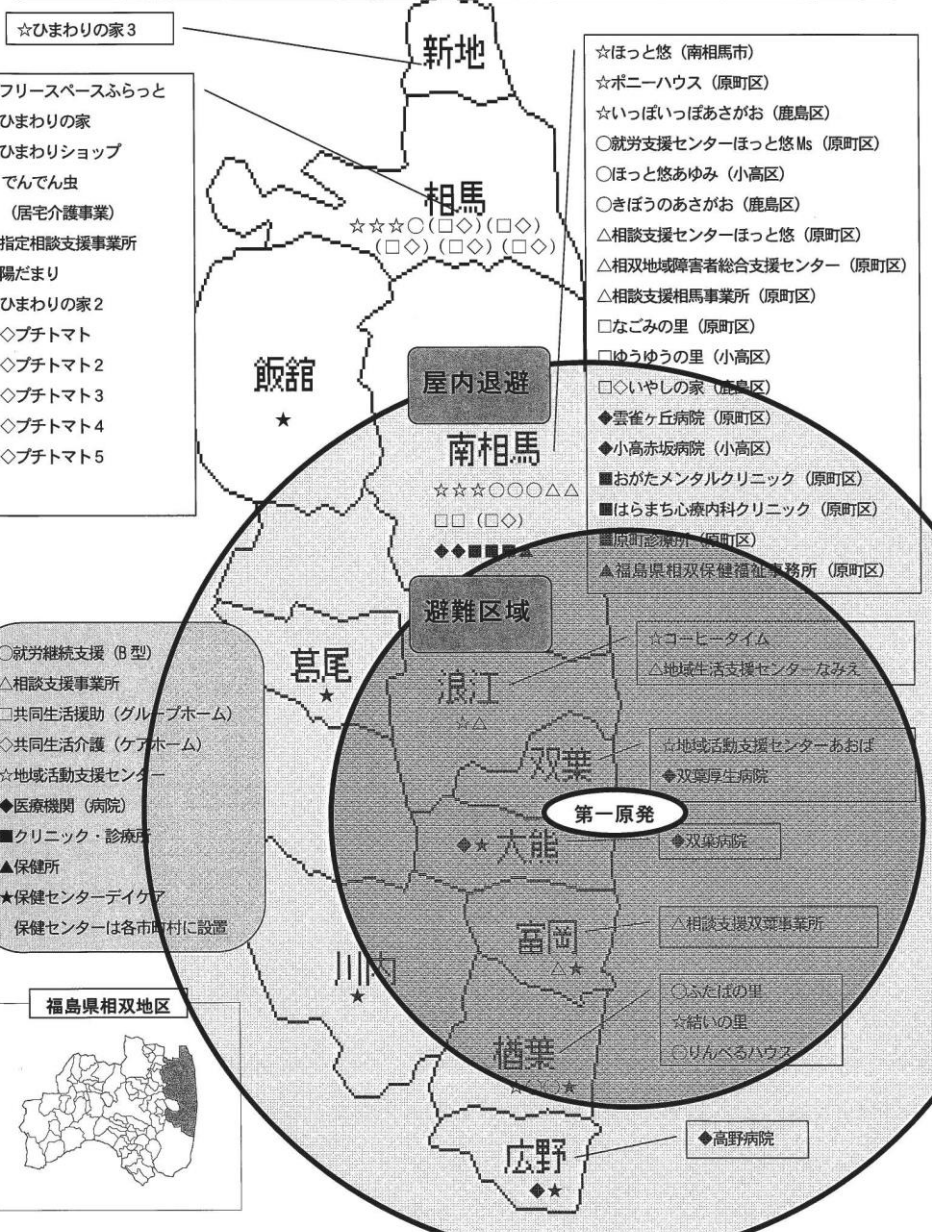 ☆ひまわりの家3
フリースペースふらっと
ひまわりの家
ひまわりショップ
でんでん虫
(居宅介護事業)
指定相談支援事業所
陽だまり
ひまわりの家2
◇プチトマト
◇プチトマト2
◇プチトマト3
◇プチトマト4
◇プチトマト5
新地
相馬
☆☆☆○(□◇)(□◇)
(□◇)(□◇)(□◇)
飯舘
★
☆ほっと悠(南相馬市)
☆ポニーハウス(原町区)
☆いっぽいっぽあさがお(鹿島区)
○就労支援センターほっと悠Ms(原町区)
○ほっと悠あゆみ(小高区)
○きぼうのあさがお(鹿島区)
△相談支援センターほっと悠(原町区)
△相双地域障害者総合支援センター(原町区)
△相談支援相馬事業所(原町区)
□なごみの里(原町区)
□ゆうゆうの里(小高区)
□◇いやしの家(鹿島区)
◆雲雀ヶ丘病院(原町区)
◆小高赤坂病院(小高区)
■おがたメンタルクリニック(原町区)
■はらまち心療内科クリニック(原町区)
■原町診療所(原町区)
▲福島県相双保健福祉事務所(原町区)
屋内退避
南相馬
☆☆☆○○○△△
□□(□◇)
◆◆■■■▲
避難区域
葛尾
★
浪江
☆△
☆コーヒータイム
△地域生活支援センターなみえ
双葉
☆地域活動支援センターあおば
◆双葉厚生病院
第一原発
◆★大熊
◆双葉病院
富岡
△★
△相談支援双葉事業所
川内
★
楢葉
○ふたばの里
☆結いの里
○りんべるハウス
広野
◆★
◆高野病院
○就労継続支援(B型)
△相談支援事業所
□共同生活援助(グループホーム)
◇共同生活介護(ケアホーム)
☆地域活動支援センター
◆医療機関(病院)
■クリニック・診療所
▲保健所
★保健センターデイケア
保健センターは各市町村に設置
福島県相双地区